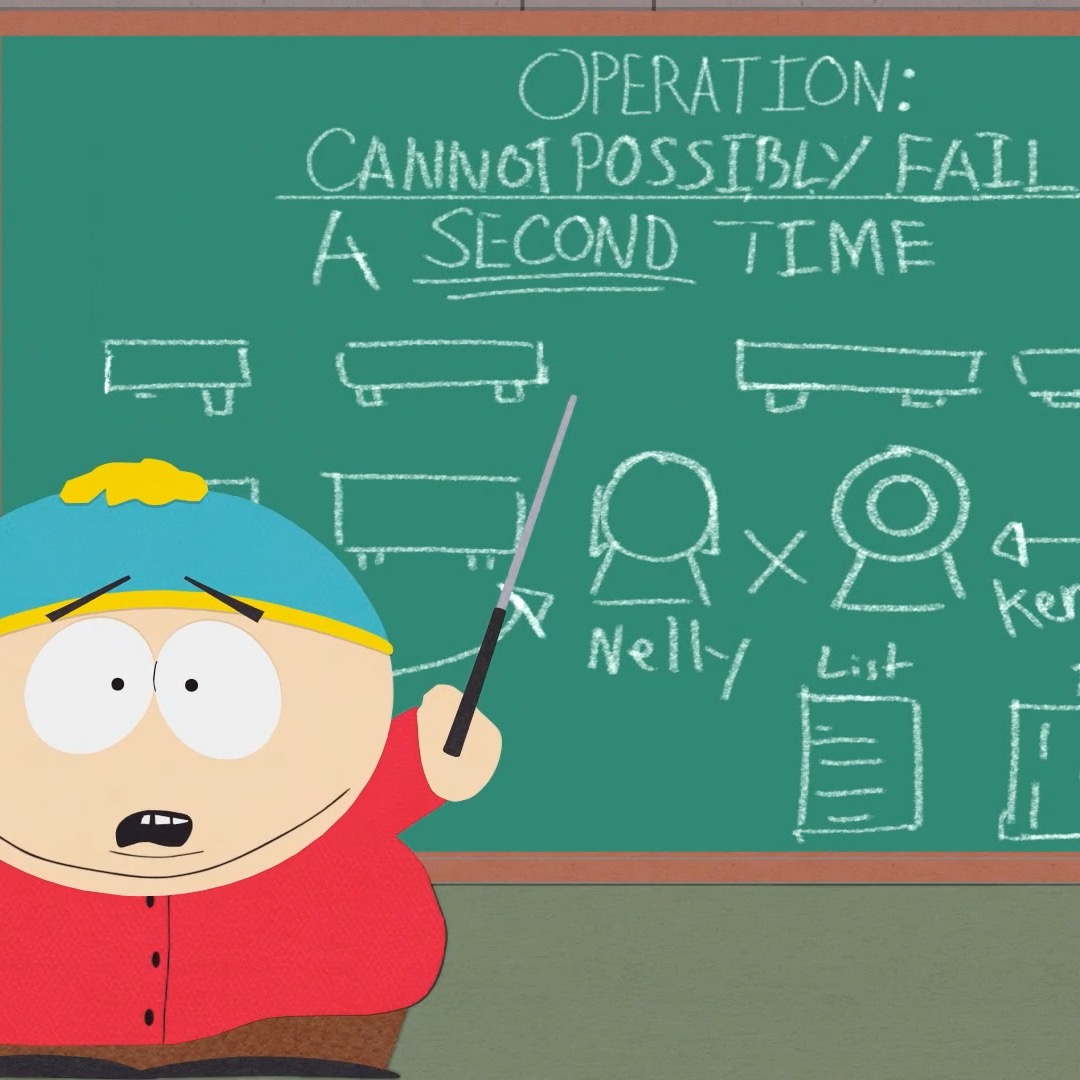 OPERATION:
CANNOT POSSIBLY FAIL
A SECOND TIME
Nelly
List